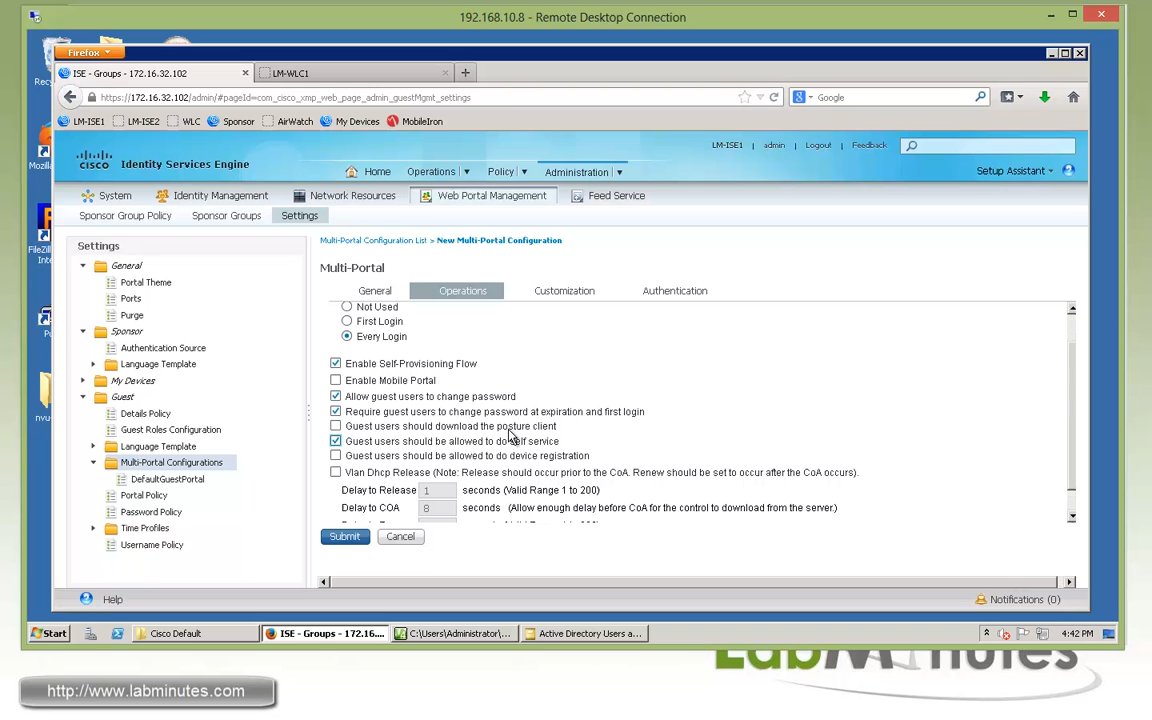 192.168.10.8 - Remote Desktop Connection
Firefox
ISE - Groups - 172.16.32.102
LM-WLC1
https://172.16.32.102/admin/#pageId=com_cisco_xmp_web_page_admin_guestMgmt_settings
Google
LM-ISE1 LM-ISE2 WLC Sponsor AirWatch My Devices MobileIron
LM-ISE1 | admin | Logout | Feedback
CISCO Identity Services Engine
Home Operations | Policy | Administration | Setup Assistant
System Identity Management Network Resources Web Portal Management Feed Service
Sponsor Group Policy Sponsor Groups Settings
Settings
General
Portal Theme
Ports
Purge
Sponsor
Authentication Source
Language Template
My Devices
Guest
Details Policy
Guest Roles Configuration
Language Template
Multi-Portal Configurations
DefaultGuestPortal
Portal Policy
Password Policy
Time Profiles
Username Policy
Multi-Portal Configuration List > New Multi-Portal Configuration
Multi-Portal
General Operations Customization Authentication
Not Used
First Login
Every Login
Enable Self-Provisioning Flow
Enable Mobile Portal
Allow guest users to change password
Require guest users to change password at expiration and first login
Guest users should download the posture client
Guest users should be allowed to do self service
Guest users should be allowed to do device registration
Vlan Dhcp Release (Note: Release should occur prior to the CoA. Renew should be set to occur after the CoA occurs).
Delay to Release 1 seconds (Valid Range 1 to 200)
Delay to COA 8 seconds (Allow enough delay before CoA for the control to download from the server.)
Submit Cancel
Help
Notifications (0)
Start Cisco Default ISE - Groups - 172.16.... C:\Users\Administrator/... Active Directory Users a... 4:42 PM
LabMinutes
http://www.labminutes.com